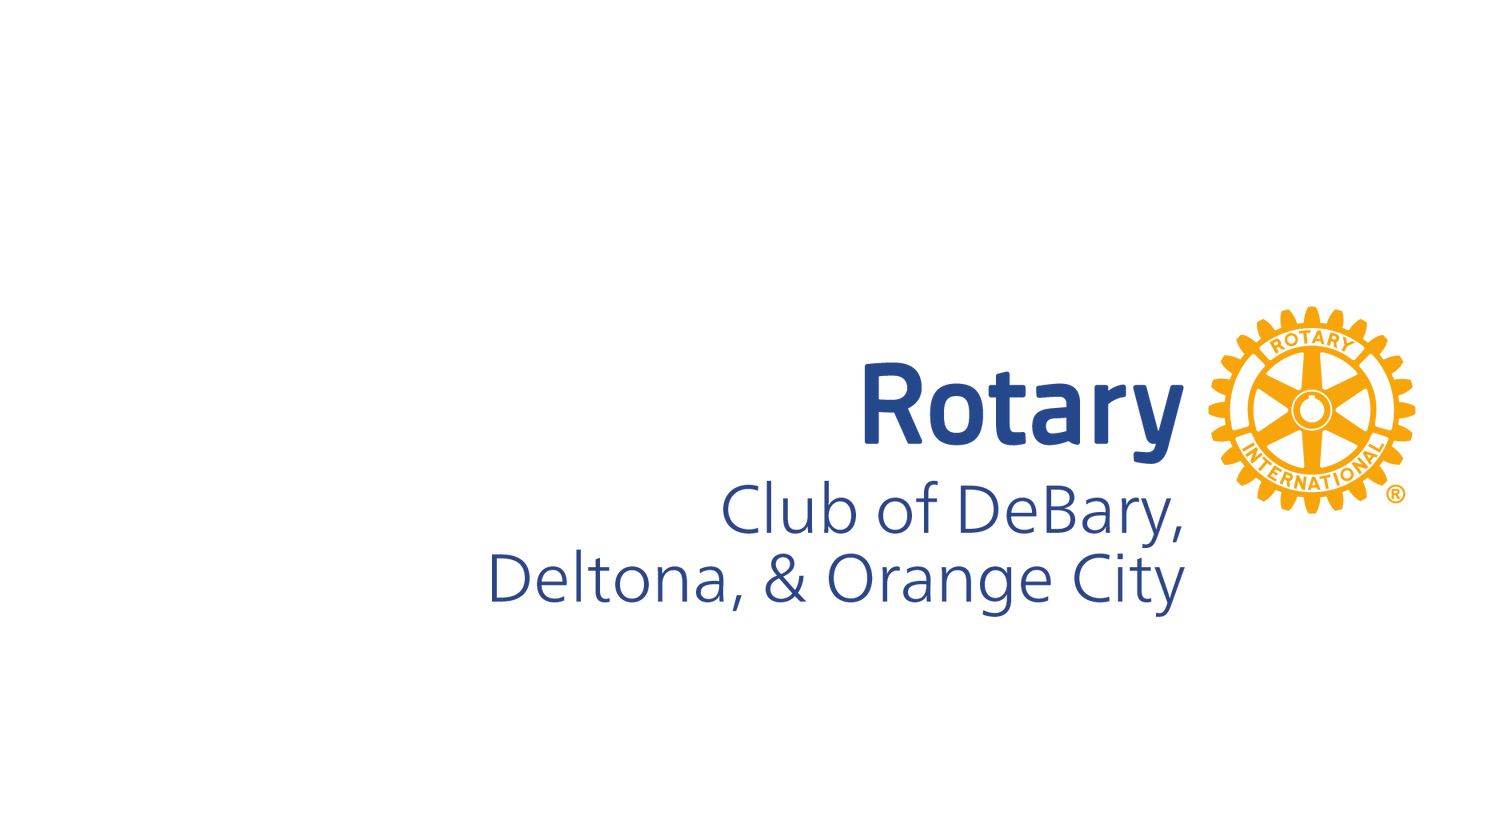 Rotary
Club of DeBary,
Deltona, & Orange City
ROTARY
INTERNATIONAL
®